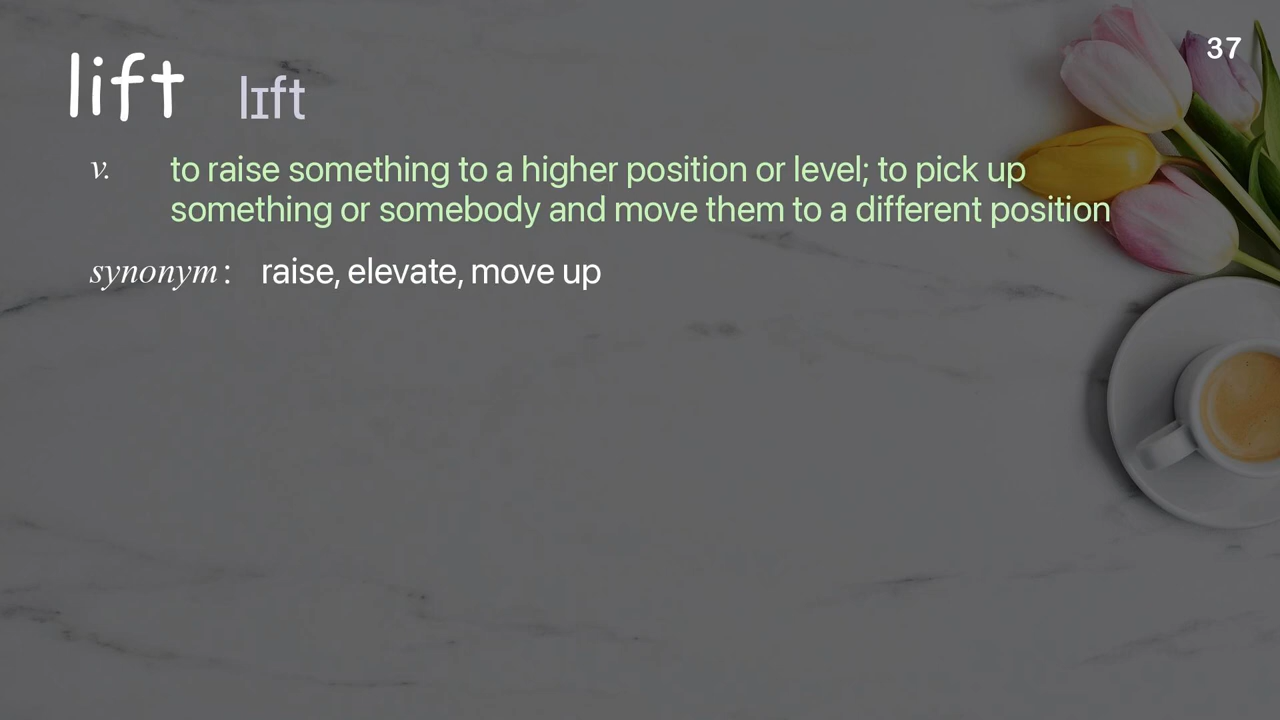 37
lift lɪft
v. to raise something to a higher position or level; to pick up
something or somebody and move them to a different position
synonym : raise, elevate, move up